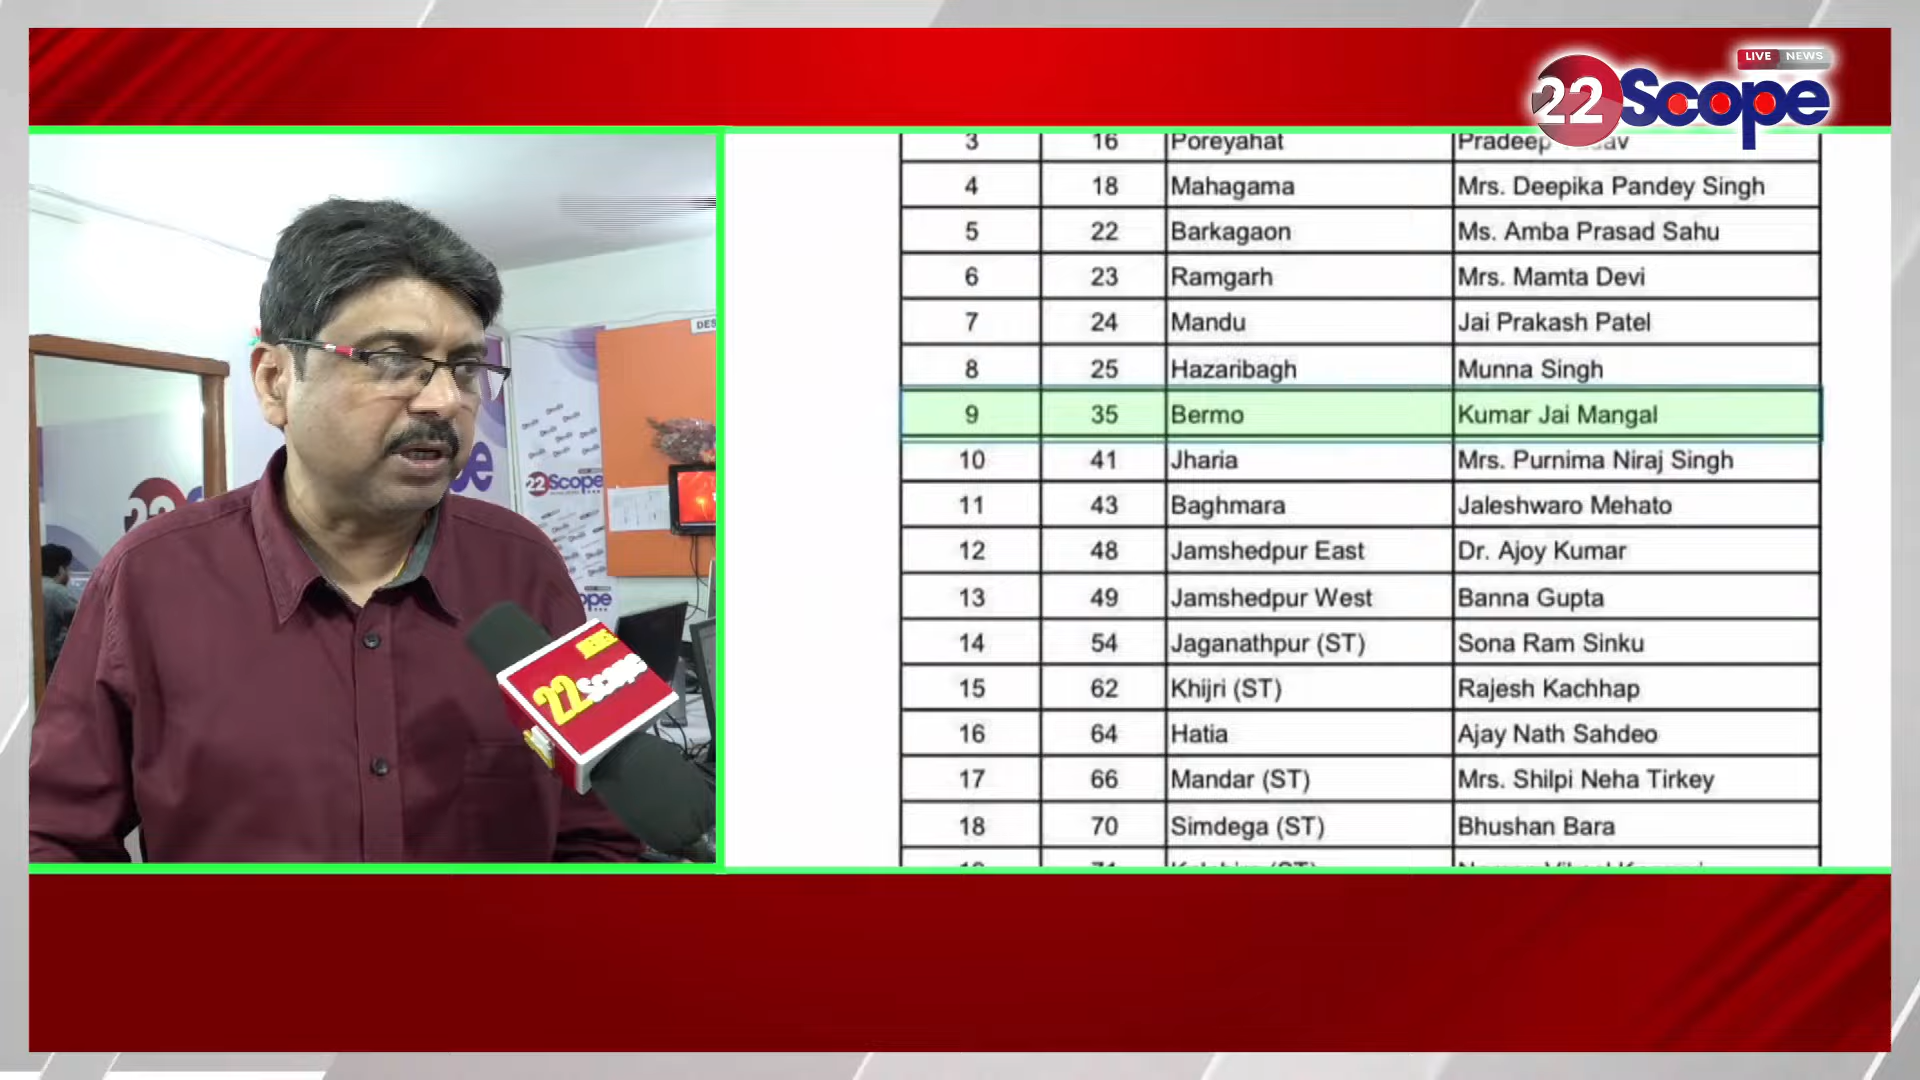 LIVE NEWS
22Scope
3 16 Poreyahat Pradeep
4 18 Mahagama Mrs. Deepika Pandey Singh
5 22 Barkagaon Ms. Amba Prasad Sahu
6 23 Ramgarh Mrs. Mamta Devi
7 24 Mandu Jai Prakash Patel
8 25 Hazaribagh Munna Singh
9 35 Bermo Kumar Jai Mangal
10 41 Jharia Mrs. Purnima Niraj Singh
11 43 Baghmara Jaleshwaro Mehato
12 48 Jamshedpur East Dr. Ajoy Kumar
13 49 Jamshedpur West Banna Gupta
14 54 Jaganathpur (ST) Sona Ram Sinku
15 62 Khijri (ST) Rajesh Kachhap
16 64 Hatia Ajay Nath Sahdeo
17 66 Mandar (ST) Mrs. Shilpi Neha Tirkey
18 70 Simdega (ST) Bhushan Bara
DES
22Scope
22
22Scope